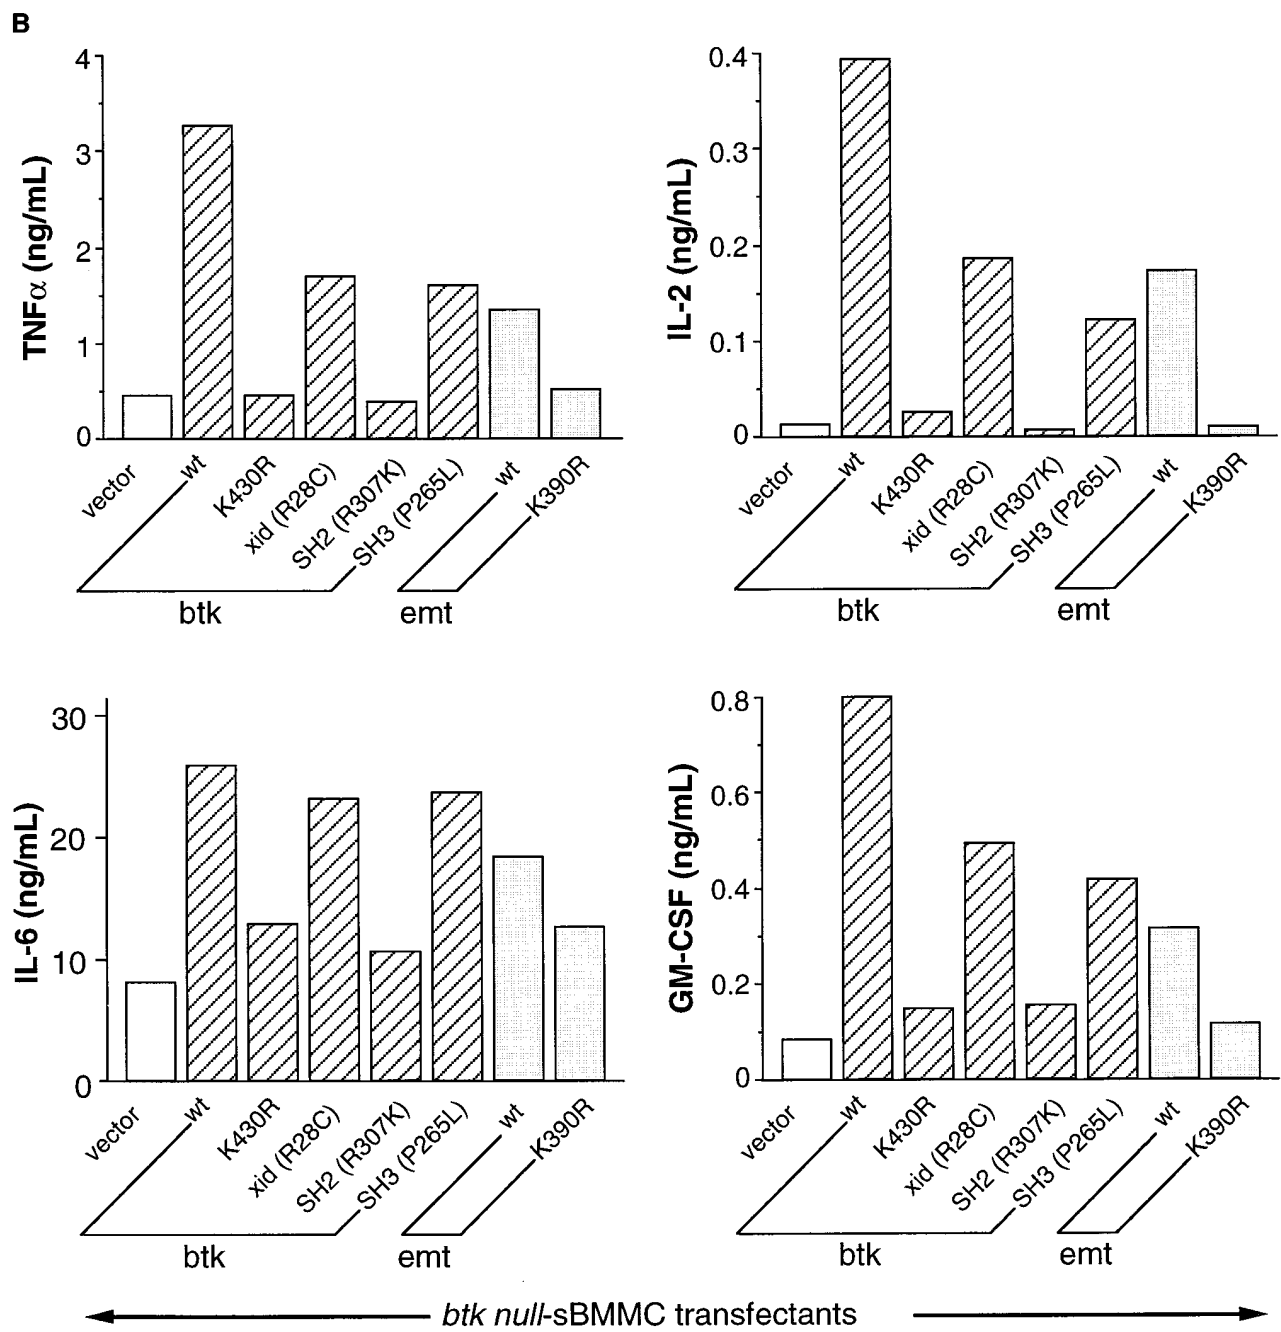 B
TNFα (ng/mL)
4
3
2
1
0
vector
wt
K430R
xid (R28C)
SH2 (R307K)
SH3 (P265L)
wt
K390R
btk
emt
IL-2 (ng/mL)
0.4
0.3
0.2
0.1
0
vector
wt
K430R
xid (R28C)
SH2 (R307K)
SH3 (P265L)
wt
K390R
btk
emt
IL-6 (ng/mL)
30
20
10
0
vector
wt
K430R
xid (R28C)
SH2 (R307K)
SH3 (P265L)
wt
K390R
btk
emt
GM-CSF (ng/mL)
0.8
0.6
0.4
0.2
0
vector
wt
K430R
xid (R28C)
SH2 (R307K)
SH3 (P265L)
wt
K390R
btk
emt
btk null-sBMMC transfectants